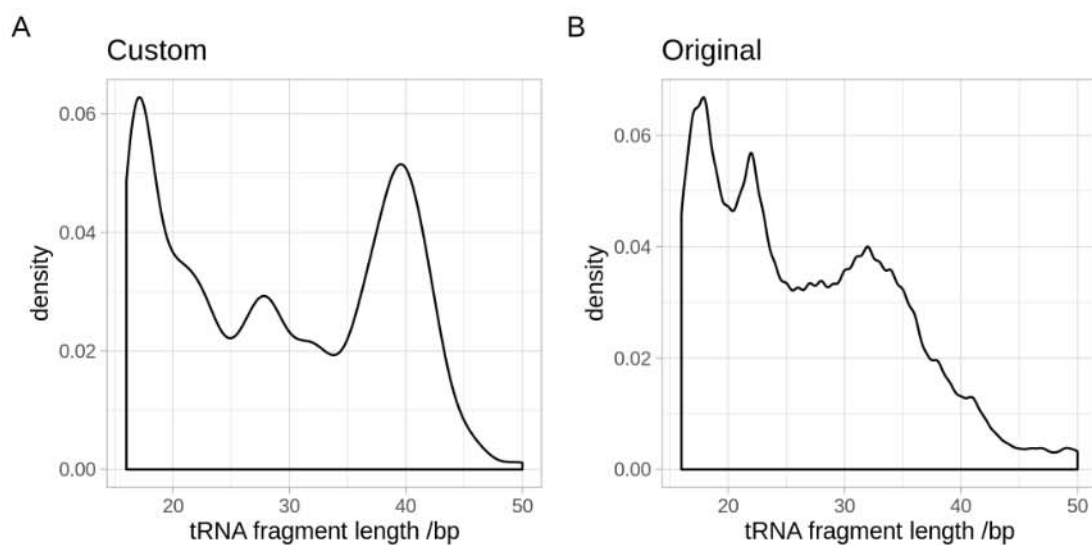 A
Custom
density
0.06
0.04
0.02
0.00
20 30 40 50
tRNA fragment length /bp
B
Original
density
0.06
0.04
0.02
0.00
20 30 40 50
tRNA fragment length /bp